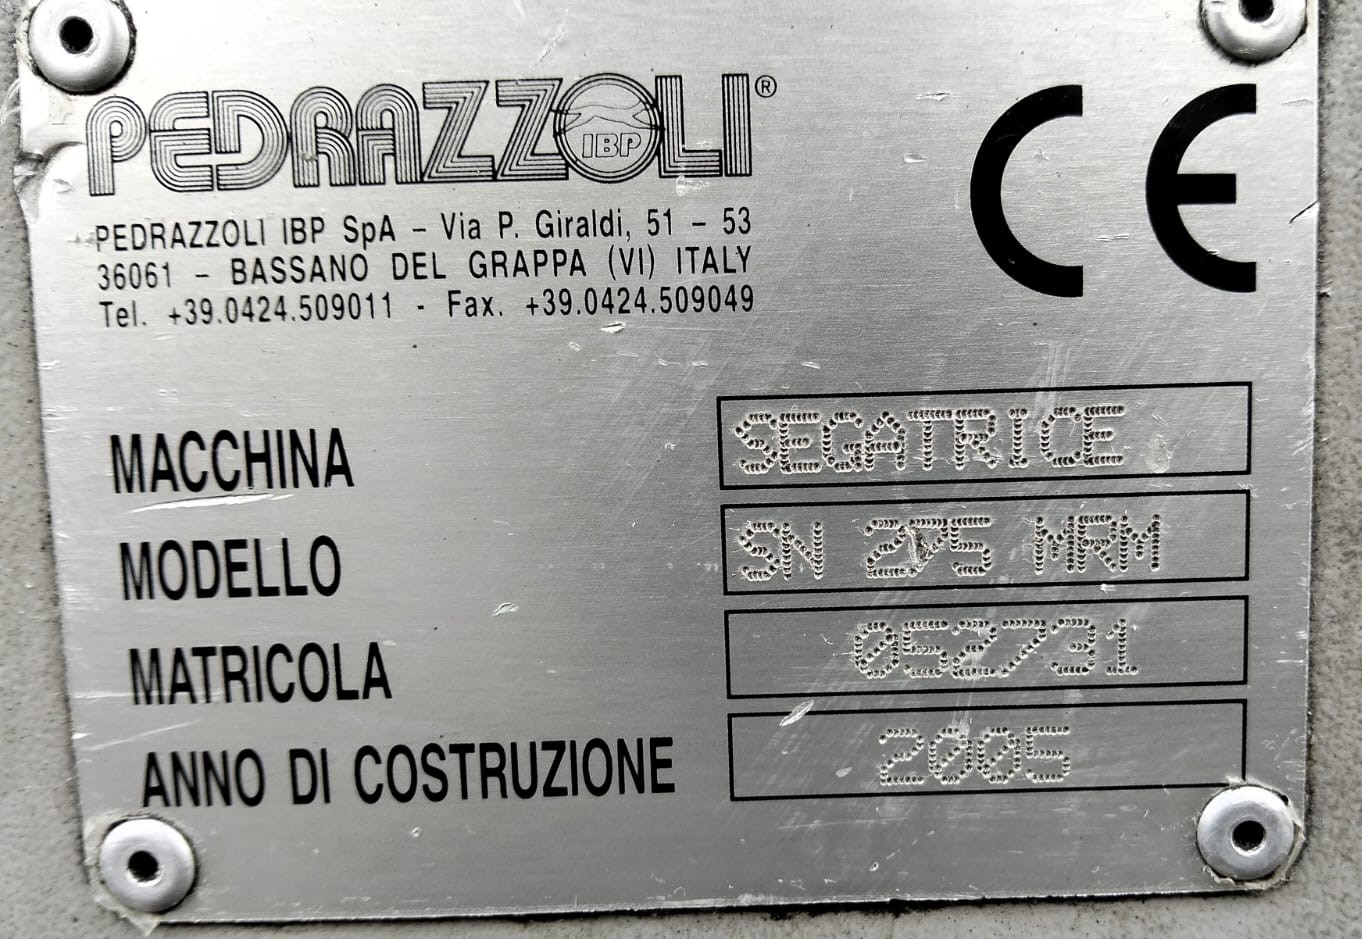 PEDRAZZOLI®
IBP
PEDRAZZOLI IBP SpA – Via P. Giraldi, 51 – 53
36061 – BASSANO DEL GRAPPA (VI) ITALY
Tel. +39.0424.509011 - Fax. +39.0424.509049
CE
MACCHINA SEGATRICE
MODELLO SN 275 MRM
MATRICOLA 052731
ANNO DI COSTRUZIONE 2005